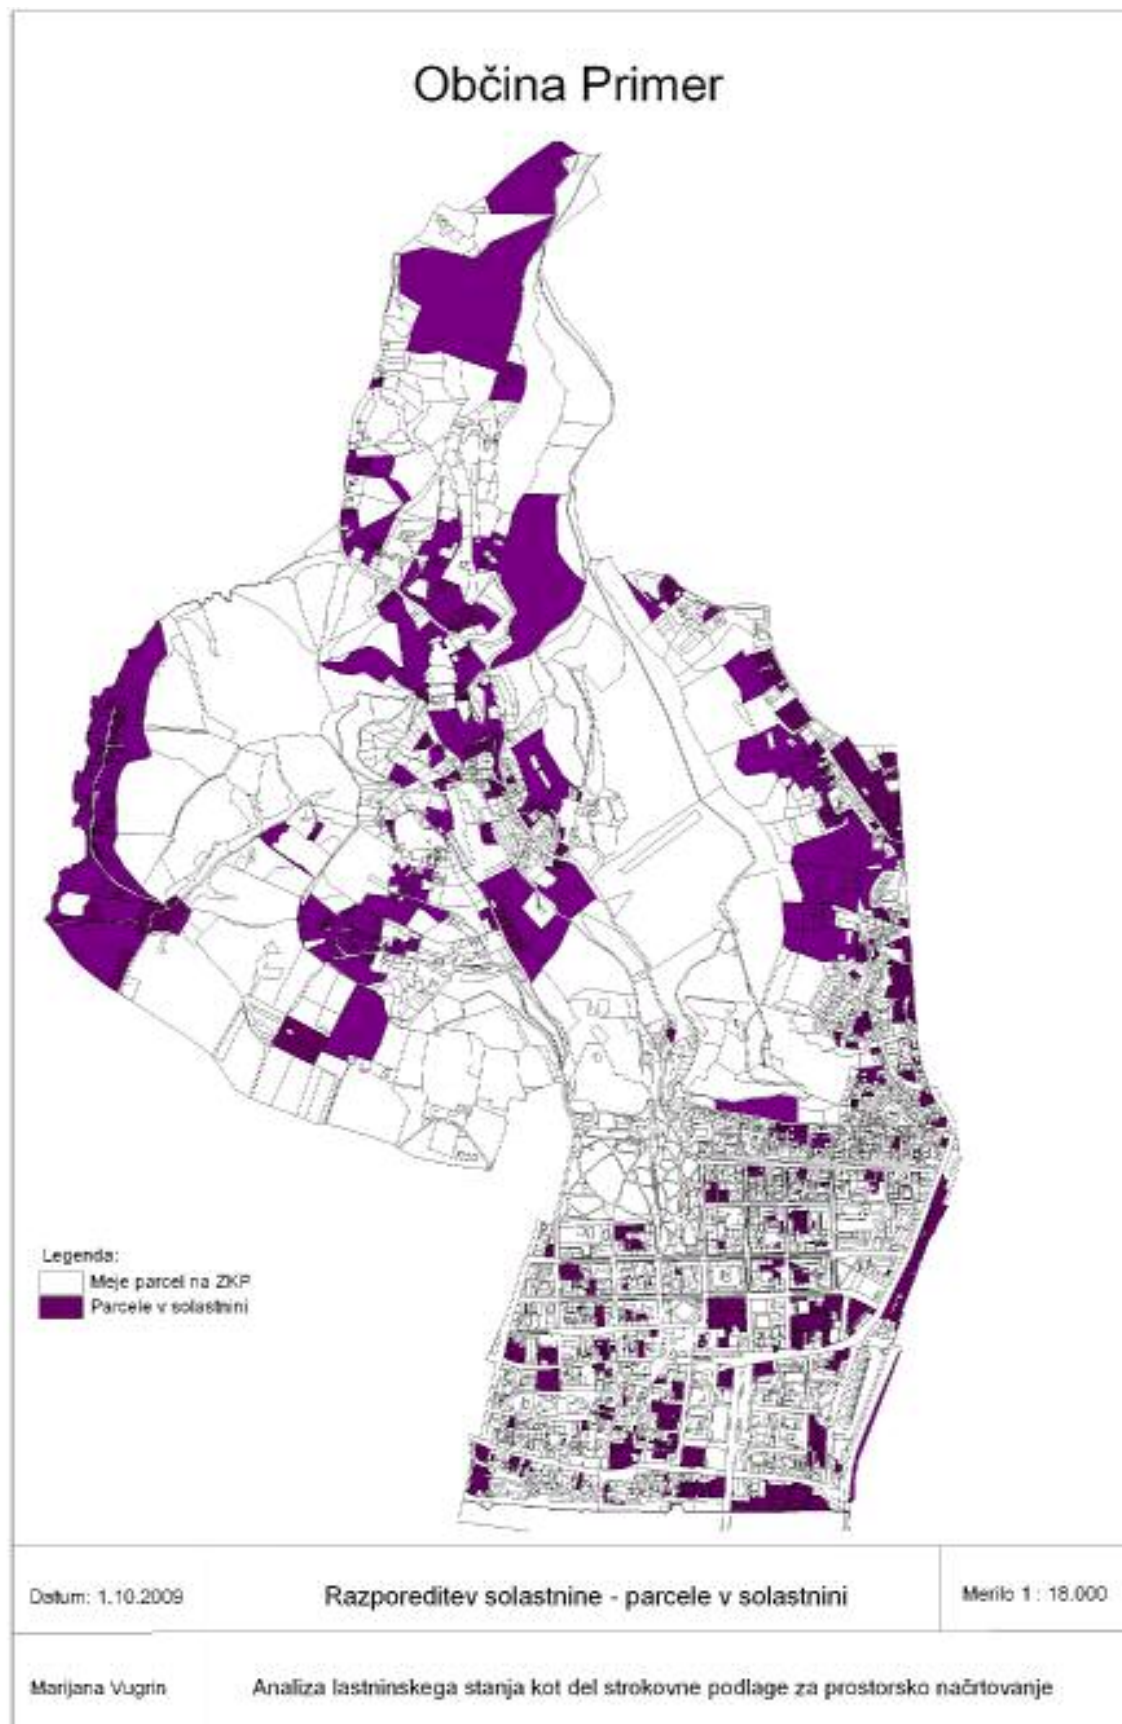 Občina Primer
Legenda:
Meje parcel na ZKP
Parcele v solastnini
Datum: 1.10.2009
Razporeditev solastnine - parcele v solastnini
Merilo 1 : 18.000
Marijana Vugrin
Analiza lastninskega stanja kot del strokovne podlage za prostorsko načrtovanje